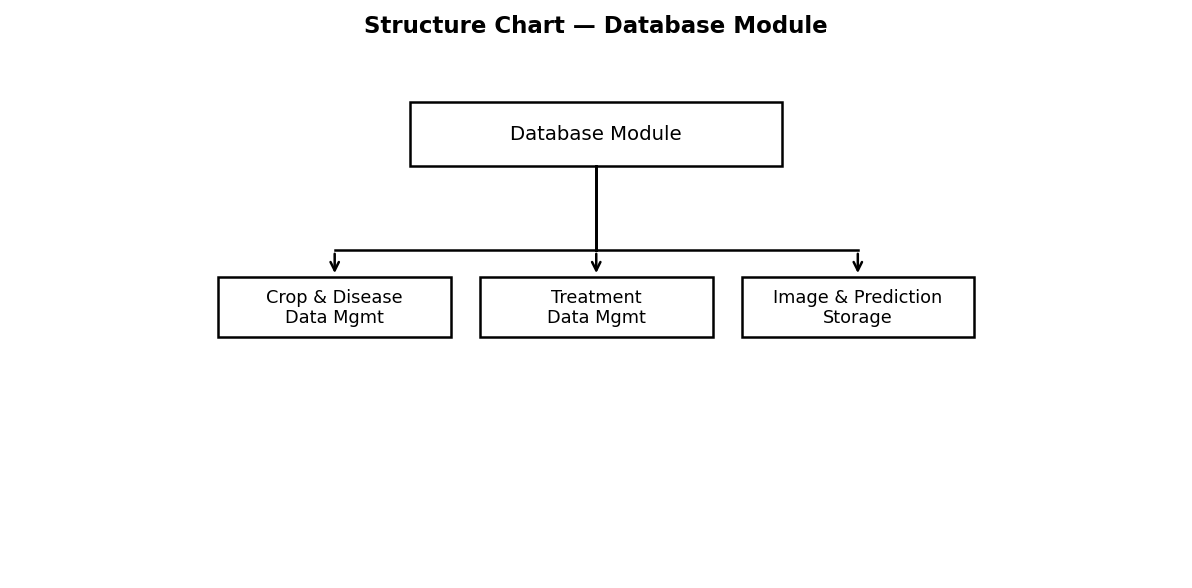 Structure Chart — Database Module
Database Module
Crop & Disease
Data Mgmt
Treatment
Data Mgmt
Image & Prediction
Storage